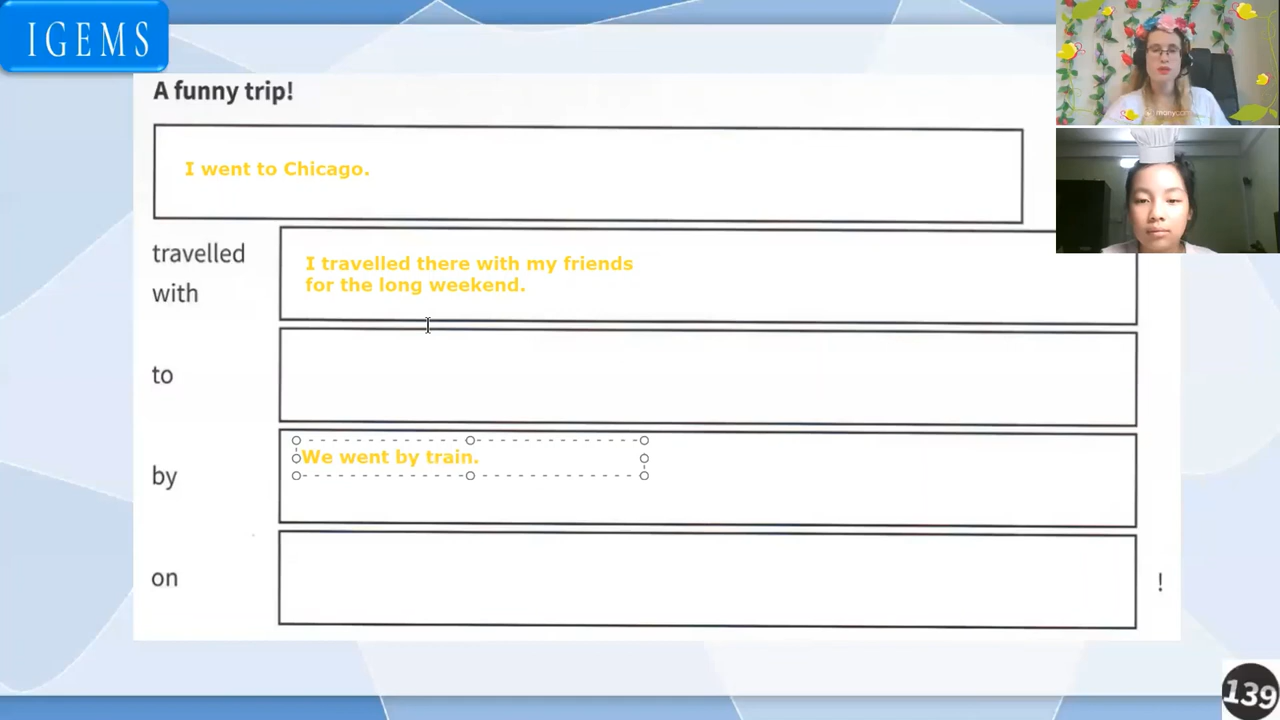 IGEMS
A funny trip!
I went to Chicago.
travelled
with
I travelled there with my friends
for the long weekend.
to
by
We went by train.
on
!
139